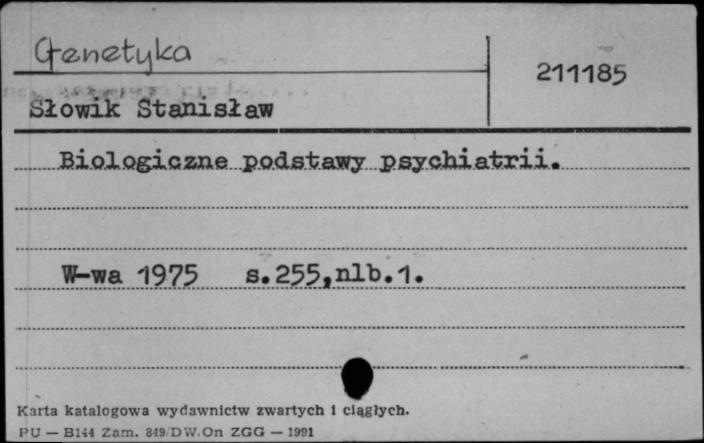 Genetyka
211185
Słowik Stanisław
Biologiczne podstawy psychiatrii.
W-wa 1975 s.255,nlb.1.
Karta katalogowa wydawnictw zwartych i ciągłych.
PU — B144 Zam. 849/DW/On ZGG — 1991